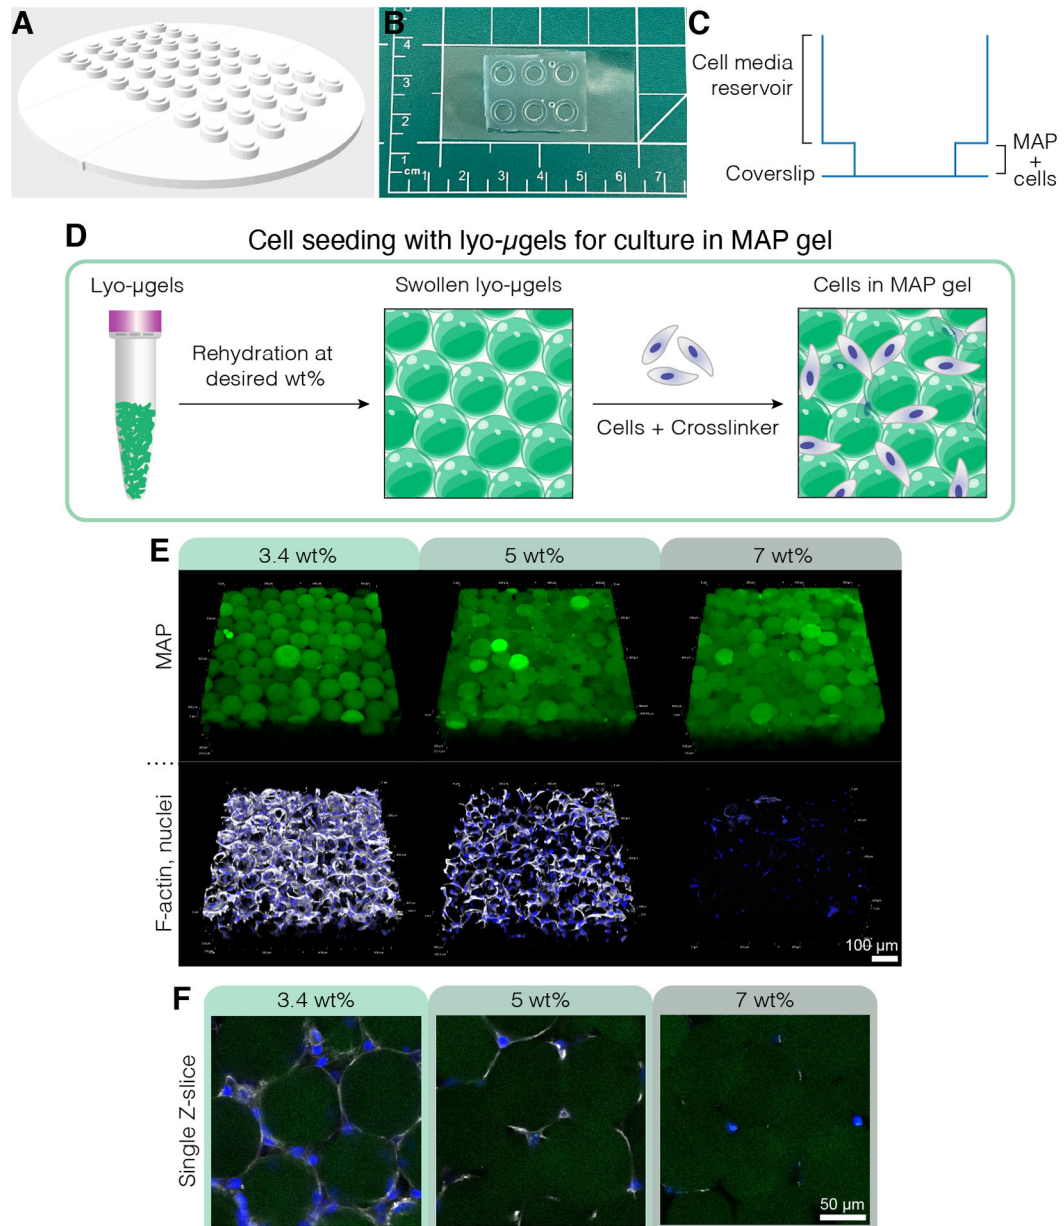 A
B
C
5
4
3
2
1
cm 1 2 3 4 5 6 7
Cell media
reservoir
Coverslip
MAP
+
cells
D
Cell seeding with lyo-µgels for culture in MAP gel
Lyo-µgels
Swollen lyo-µgels
Cells in MAP gel
Rehydration at
desired wt%
Cells + Crosslinker
E
3.4 wt%
5 wt%
7 wt%
MAP
F-actin, nuclei
100 µm
F
3.4 wt%
5 wt%
7 wt%
Single Z-slice
50 µm